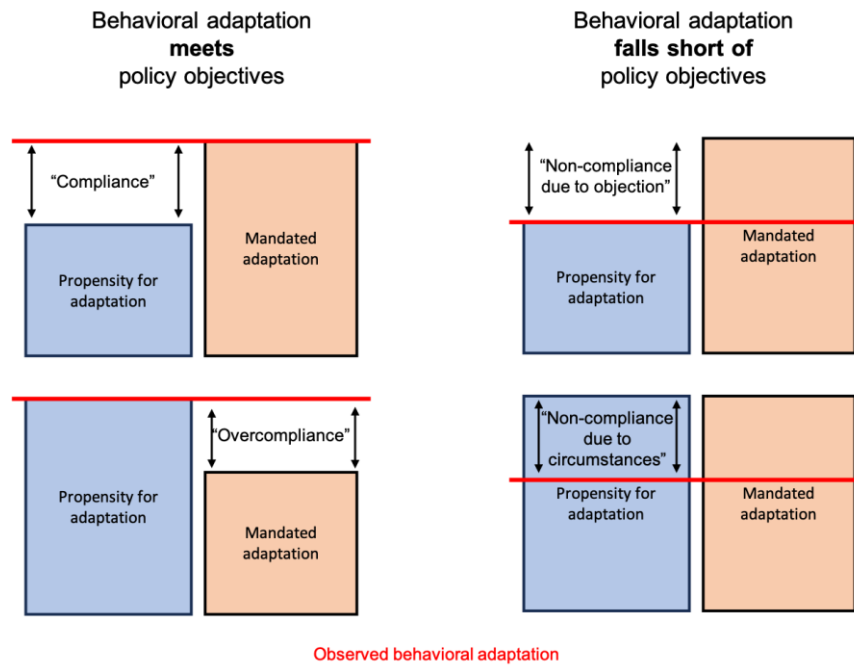 Behavioral adaptation
meets
policy objectives
Behavioral adaptation
falls short of
policy objectives
“Compliance”
Propensity for
adaptation
Mandated
adaptation
“Non-compliance
due to objection”
Propensity for
adaptation
Mandated
adaptation
Propensity for
adaptation
“Overcompliance”
Mandated
adaptation
“Non-compliance
due to
circumstances”
Propensity for
adaptation
Mandated
adaptation
Observed behavioral adaptation